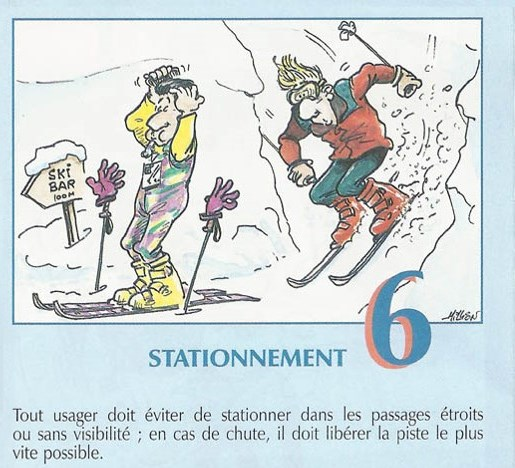 SKI
BAR
100M
STATIONNEMENT 6
Tout usager doit éviter de stationner dans les passages étroits
ou sans visibilité ; en cas de chute, il doit libérer la piste le plus
vite possible.